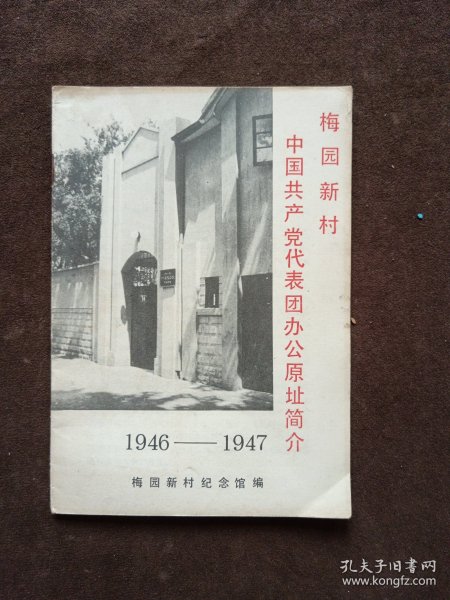 梅园新村
中国共产党代表团办公原址简介
1946——1947
梅园新村纪念馆编
孔夫子旧书网
www.kongfz.com